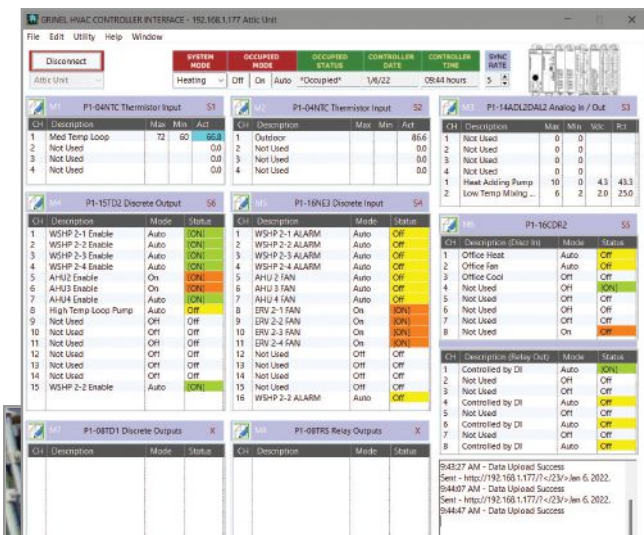 GRINEL HVAC CONTROLLER INTERFACE - 192.168.1.177 Attic Unit
File Edit Utility Help Window
Disconnect
Attic Unit
SYSTEM MODE
Heating
OCCUPIED MODE
Off On Auto
OCCUPIED STATUS
*Occupied*
CONTROLLER DATE
1/6/22
CONTROLLER TIME
09:44 hours
SYNC RATE
5
M1 P1-04NTC Thermistor Input S1
CH Description Max Min Act
1 Med Temp Loop 72 60 66.8
2 Not Used 0.0
3 Not Used 0.0
4 Not Used 0.0
M2 P1-04NTC Thermistor Input S2
CH Description Max Min Act
1 Outdoor 86.6
2 Not Used 0.0
3 Not Used 0.0
4 Not Used 0.0
M3 P1-14ADL2DAL2 Analog In / Out S3
CH Description Max Min Vdc Pct
1 Not Used 0 0
2 Not Used 0 0
3 Not Used 0 0
4 Not Used 0 0
1 Heat Adding Pump 10 0 4.3 43.3
2 Low Temp Mixing ... 6 2 2.0 25.0
M4 P1-15TD2 Discrete Output S6
CH Description Mode Status
1 WSHP 2-1 Enable Auto [ON]
2 WSHP 2-2 Enable Auto [ON]
3 WSHP 2-3 Enable Auto [ON]
4 WSHP 2-4 Enable Auto [ON]
5 AHU2 Enable On [ON]
6 AHU3 Enable On [ON]
7 AHU4 Enable Auto [ON]
8 High Temp Loop Pump Auto Off
9 Not Used Off Off
10 Not Used Off Off
11 Not Used Off Off
12 Not Used Off Off
13 Not Used Off Off
14 Not Used Off Off
15 WSHP 2-2 Enable Auto [ON]
M5 P1-16NE3 Discrete Input S4
CH Description Mode Status
1 WSHP 2-1 ALARM Auto Off
2 WSHP 2-2 ALARM Auto Off
3 WSHP 2-3 ALARM Auto Off
4 WSHP 2-4 ALARM Auto Off
5 AHU 2 FAN Auto Off
6 AHU 3 FAN Auto Off
7 AHU 4 FAN Auto Off
8 ERV 2-1 FAN On [ON]
9 ERV 2-2 FAN On [ON]
10 ERV 2-3 FAN On [ON]
11 ERV 2-4 FAN On [ON]
12 Not Used Off Off
13 Not Used Off Off
14 Not Used Off Off
15 Not Used Off Off
16 WSHP 2-2 ALARM Auto Off
M6 P1-16CDR2 S5
CH Description (Discr In) Mode Status
1 Office Heat Auto Off
2 Office Fan Auto Off
3 Office Cool Off Off
4 Not Used Off [ON]
5 Not Used Off Off
6 Not Used Off Off
7 Not Used Off Off
8 Not Used On Off
CH Description (Relay Out) Mode Status
1 Controlled by DI Auto [ON]
2 Not Used Off Off
3 Not Used Off Off
4 Controlled by DI Auto Off
5 Controlled by DI Auto Off
6 Not Used Off Off
7 Not Used Off Off
8 Controlled by DI Auto Off
M7 P1-08TD1 Discrete Outputs X
CH Description Mode Status
M8 P1-08TRS Relay Outputs X
CH Description Mode Status
9:43:27 AM - Data Upload Success
Sent - http://192.168.1.177/?</23/>Jan 6, 2022.
9:44:07 AM - Data Upload Success
Sent - http://192.168.1.177/?</23/>Jan 6, 2022.
9:44:47 AM - Data Upload Success